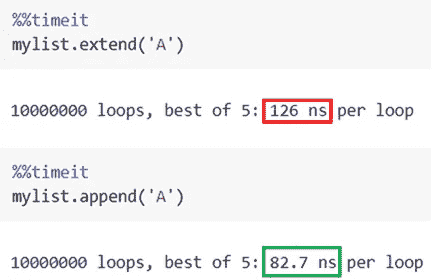 %%timeit
mylist.extend('A')
10000000 loops, best of 5: 126 ns per loop
%%timeit
mylist.append('A')
10000000 loops, best of 5: 82.7 ns per loop